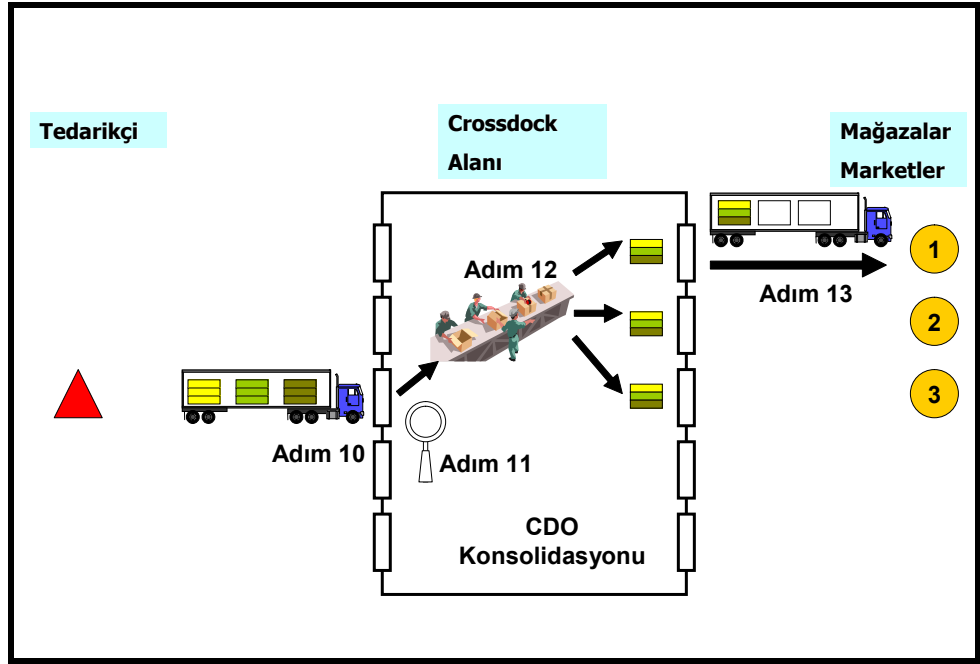 Tedarikçi
Crossdock
Alanı
Mağazalar
Marketler
Adım 12
Adım 13
1
2
3
Adım 10
Adım 11
CDO
Konsolidasyonu